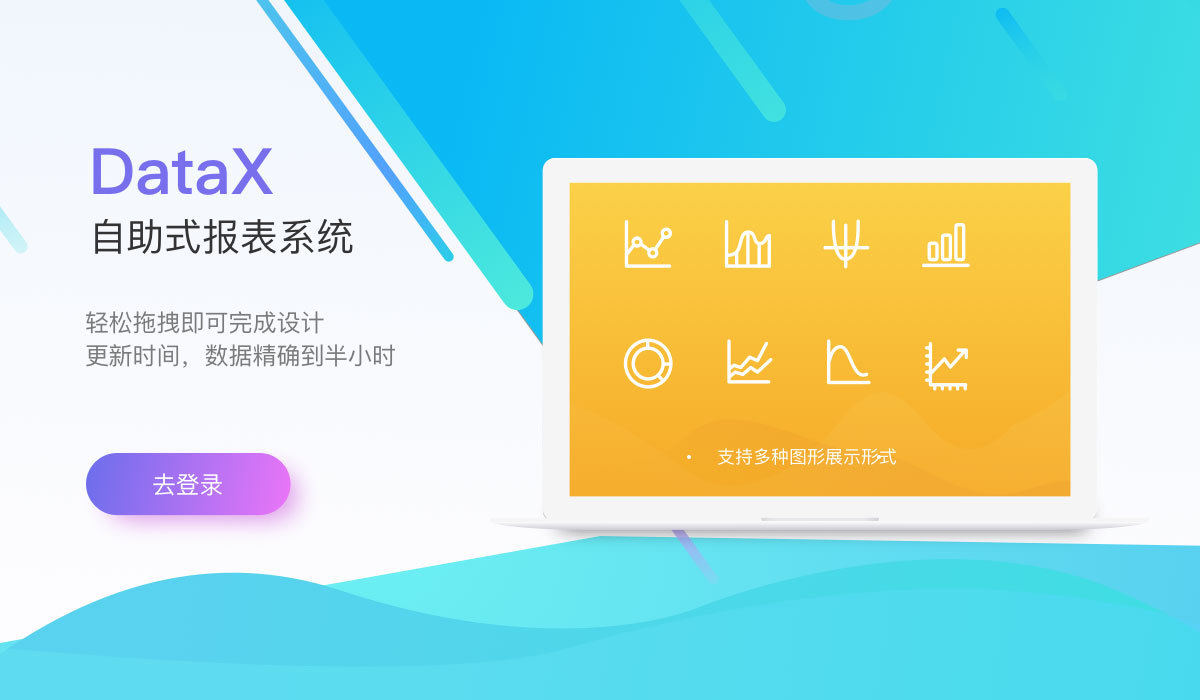 DataX
自助式报表系统
轻松拖拽即可完成设计
更新时间，数据精确到半小时
去登录
• 支持多种图形展示形式 •